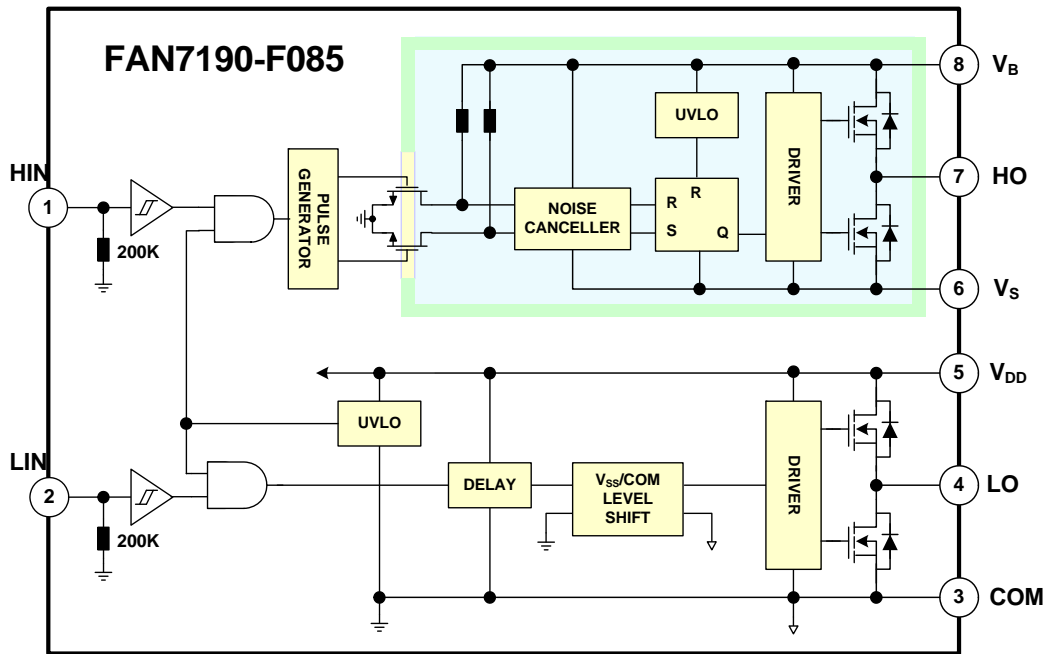 FAN7190-F085
8
V_B
UVLO
HIN
1
PULSE
GENERATOR
DRIVER
7
HO
200K
NOISE
CANCELLER
R
R
S
Q
6
V_S
5
V_DD
UVLO
LIN
2
DELAY
V_SS/COM
LEVEL
SHIFT
DRIVER
4
LO
200K
3
COM